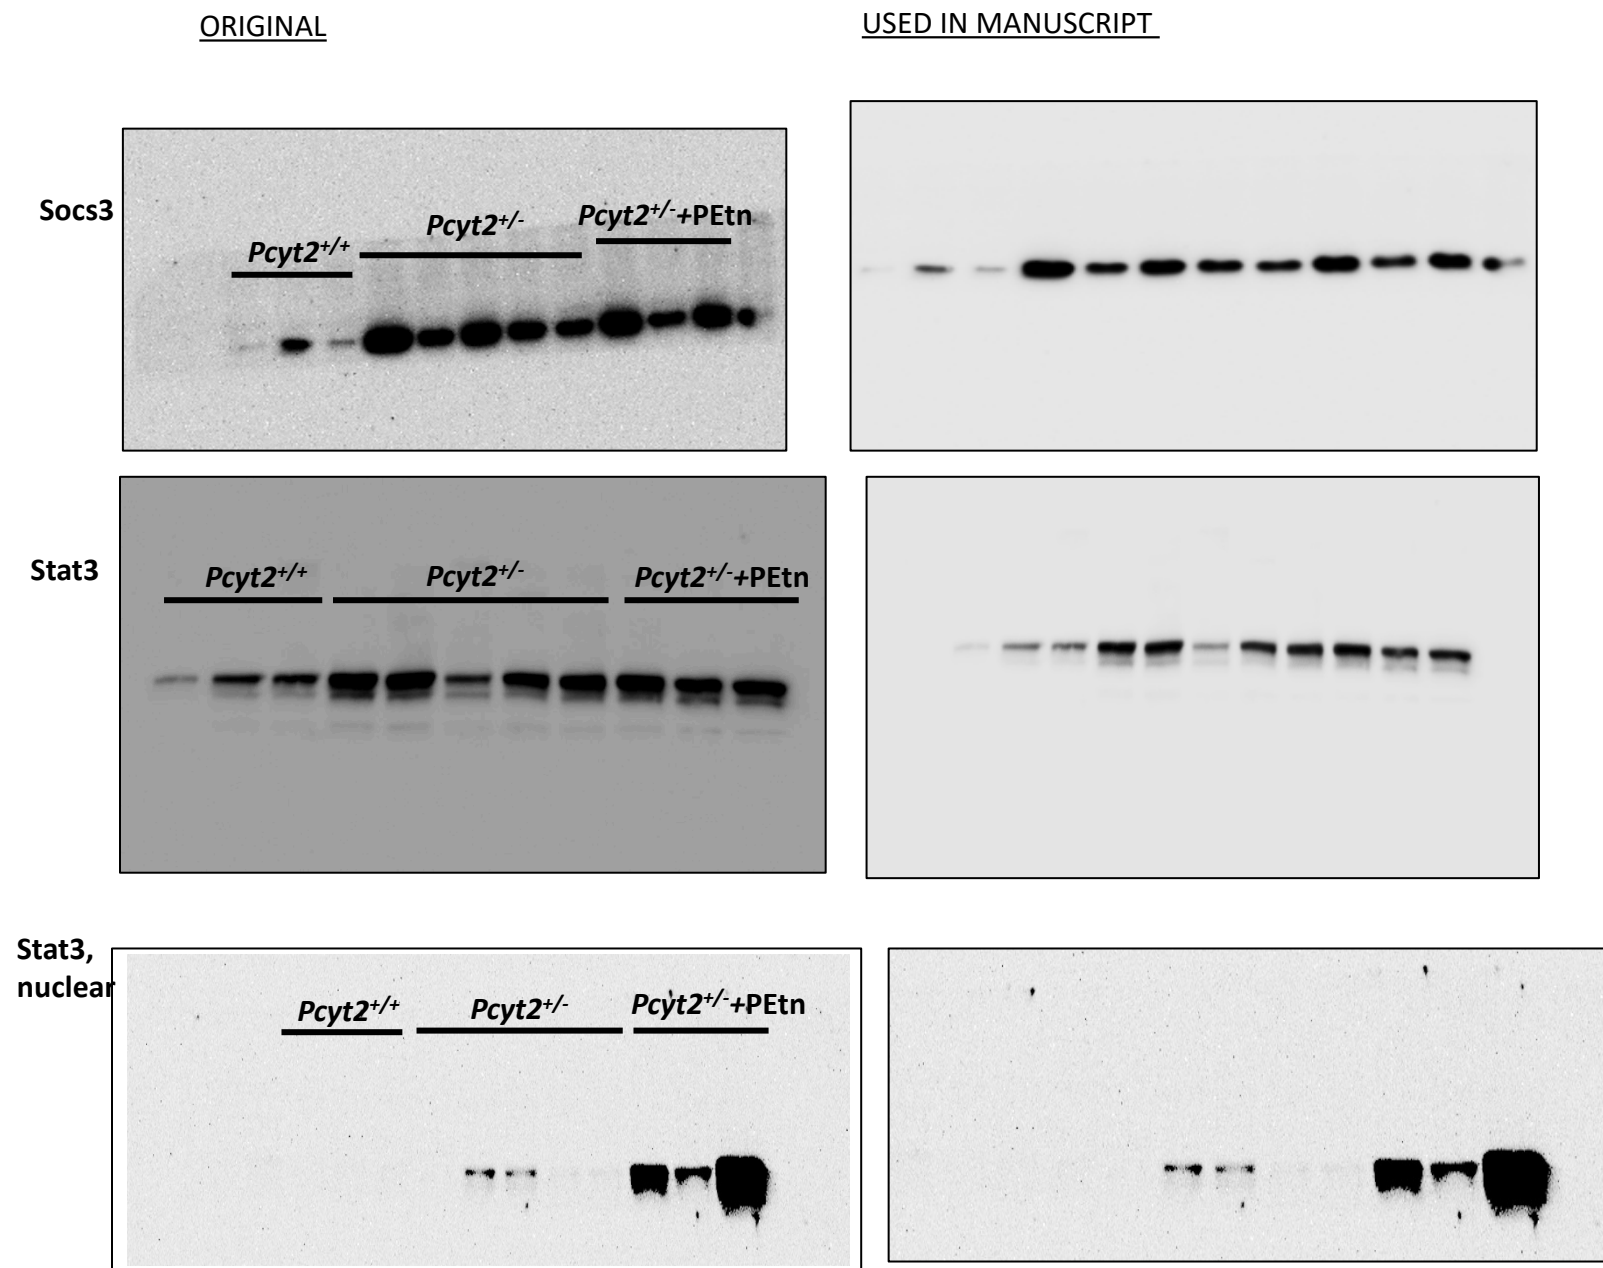 ORIGINAL
USED IN MANUSCRIPT
Socs3
Pcyt2+/+
Pcyt2+/-
Pcyt2+/-+PEtn
Stat3
Pcyt2+/+
Pcyt2+/-
Pcyt2+/-+PEtn
Stat3,
nuclear
Pcyt2+/+
Pcyt2+/-
Pcyt2+/-+PEtn